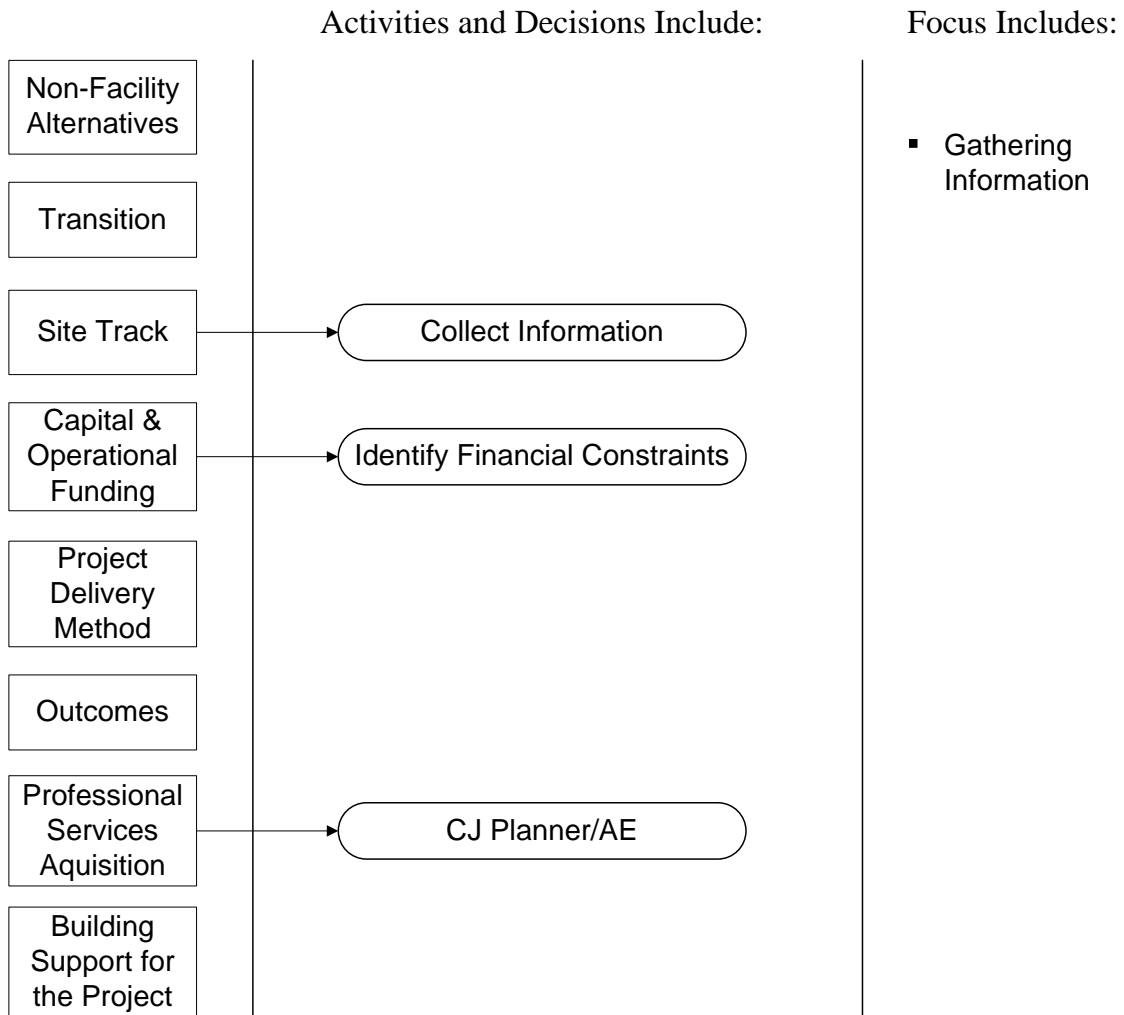 Activities and Decisions Include:
Focus Includes:
Non-Facility
Alternatives
▪ Gathering
Information
Transition
Site Track
Collect Information
Capital &
Operational
Funding
Identify Financial Constraints
Project
Delivery
Method
Outcomes
Professional
Services
Aquisition
CJ Planner/AE
Building
Support for
the Project